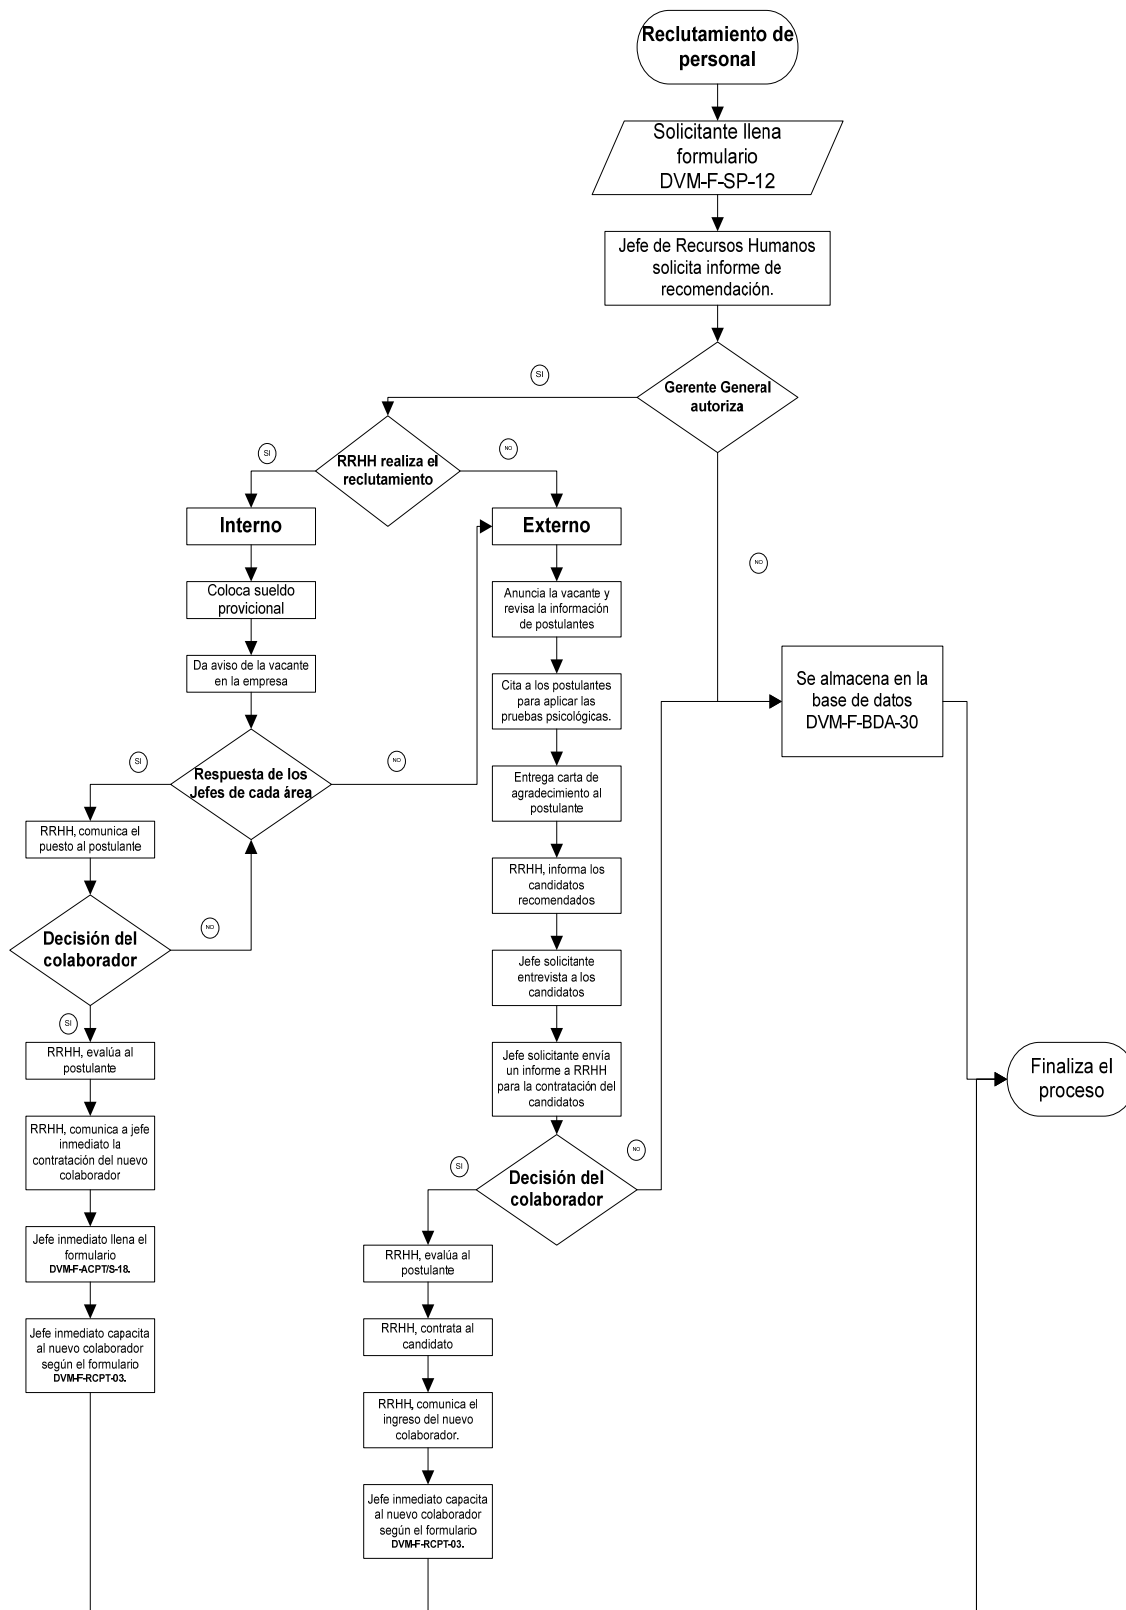 Reclutamiento de
personal
Solicitante llena
formulario
DVM-F-SP-12
Jefe de Recursos Humanos
solicita informe de
recomendación.
Gerente General
autoriza
SI
RRHH realiza el
reclutamiento
SI
NO
Interno
Externo
NO
Coloca sueldo
provicional
Anuncia la vacante y
revisa la información
de postulantes
Da aviso de la vacante
en la empresa
Cita a los postulantes
para aplicar las
pruebas psicológicas.
Se almacena en la
base de datos
DVM-F-BDA-30
SI
Respuesta de los
Jefes de cada área
NO
Entrega carta de
agradecimiento al
postulante
RRHH, comunica el
puesto al postulante
RRHH, informa los
candidatos
recomendados
Decisión del
colaborador
NO
Jefe solicitante
entrevista a los
candidatos
SI
RRHH, evalúa al
postulante
Jefe solicitante envía
un informe a RRHH
para la contratación del
candidatos
Finaliza el
proceso
RRHH, comunica a jefe
inmediato la
contratación del nuevo
colaborador
SI
Decisión del
colaborador
NO
Jefe inmediato llena el
formulario
DVM-F-ACPT/S-18.
RRHH, evalúa al
postulante
Jefe inmediato capacita
al nuevo colaborador
según el formulario
DVM-F-RCPT-03.
RRHH, contrata al
candidato
RRHH, comunica el
ingreso del nuevo
colaborador.
Jefe inmediato capacita
al nuevo colaborador
según el formulario
DVM-F-RCPT-03.